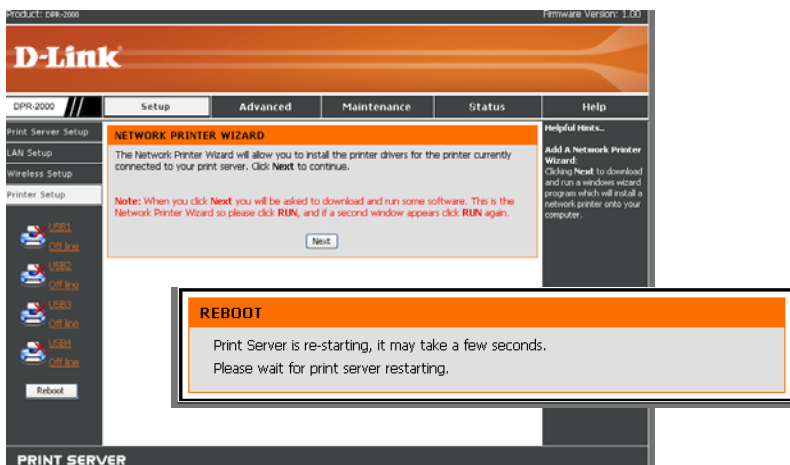 Product: DPR-2000
Firmware Version: 1.00
D-Link
DPR-2000
Setup
Advanced
Maintenance
Status
Help
Print Server Setup
LAN Setup
Wireless Setup
Printer Setup
USB1
Off line
USB2
Off line
USB3
Off line
USB4
Off line
Reboot
NETWORK PRINTER WIZARD
The Network Printer Wizard will allow you to install the printer drivers for the printer currently
connected to your print server. Click Next to continue.
Note: When you click Next you will be asked to download and run some software. This is the
Network Printer Wizard so please click RUN, and if a second window appears click RUN again.
Next
Helpful Hints..
Add A Network Printer
Wizard:
Clicking Next to download
and run a windows wizard
program which will install a
network printer onto your
computer.
REBOOT
Print Server is re-starting, it may take a few seconds.
Please wait for print server restarting.
PRINT SERVER